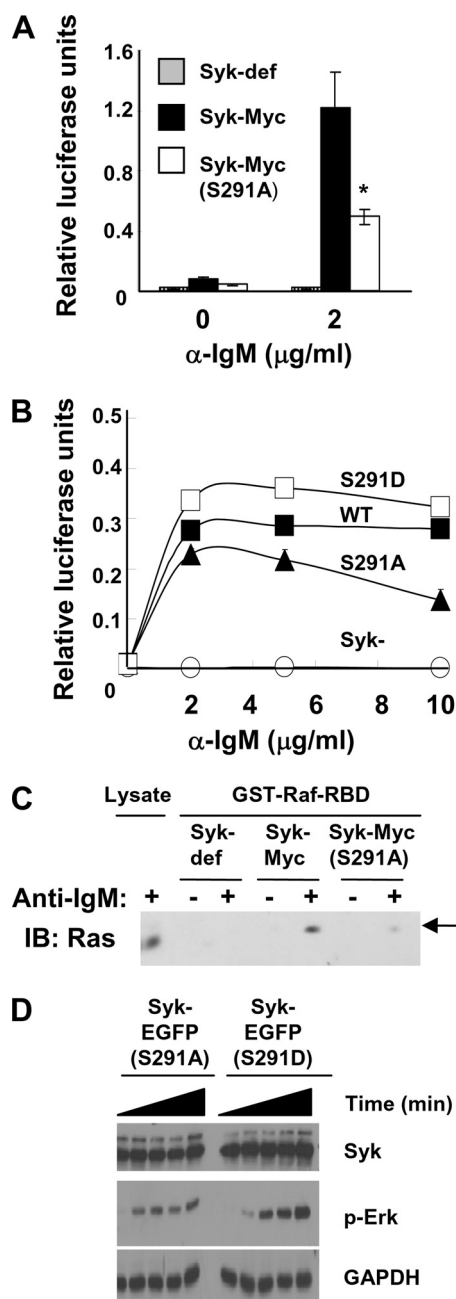 A
Relative luciferase units
1.6
1.2
0.8
0.4
0
Syk-def
Syk-Myc
Syk-Myc
(S291A)
*
0 2
α-IgM (μg/ml)
B
Relative luciferase units
0.5
0.4
0.3
0.2
0.1
S291D
WT
S291A
Syk-
2 4 6 8 10
α-IgM (μg/ml)
C
Lysate GST-Raf-RBD
Syk- Syk- Syk-Myc
def Myc (S291A)
Anti-IgM: + - + - + - +
IB: Ras
D
Syk- Syk-
EGFP EGFP
(S291A) (S291D)
Time (min)
Syk
p-Erk
GAPDH